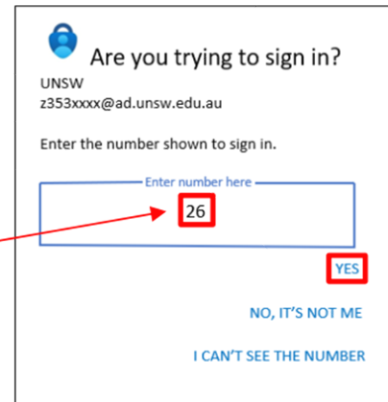 Are you trying to sign in?
UNSW
z353xxxx@ad.unsw.edu.au
Enter the number shown to sign in.
Enter number here
26
YES
NO, IT'S NOT ME
I CAN'T SEE THE NUMBER